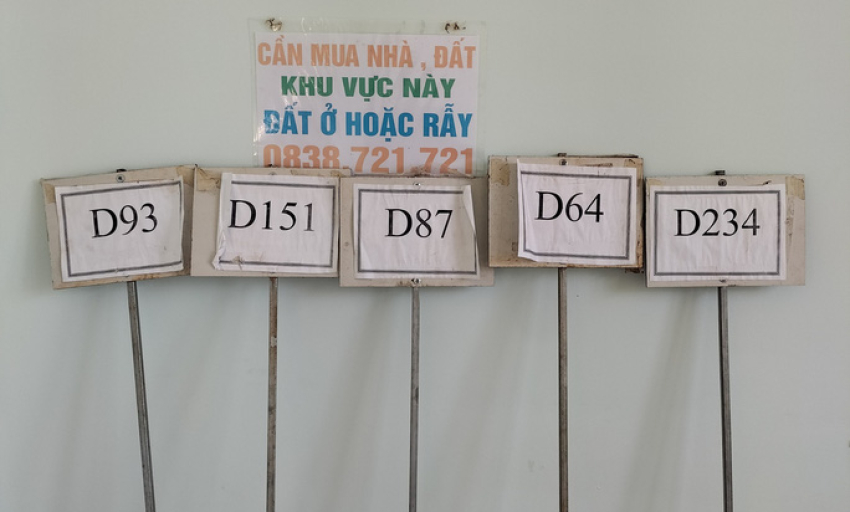 CẦN MUA NHÀ , ĐẤT
KHU VỰC NÀY
ĐẤT Ở HOẶC RẪY
0838.721.721
D93
D151
D87
D64
D234